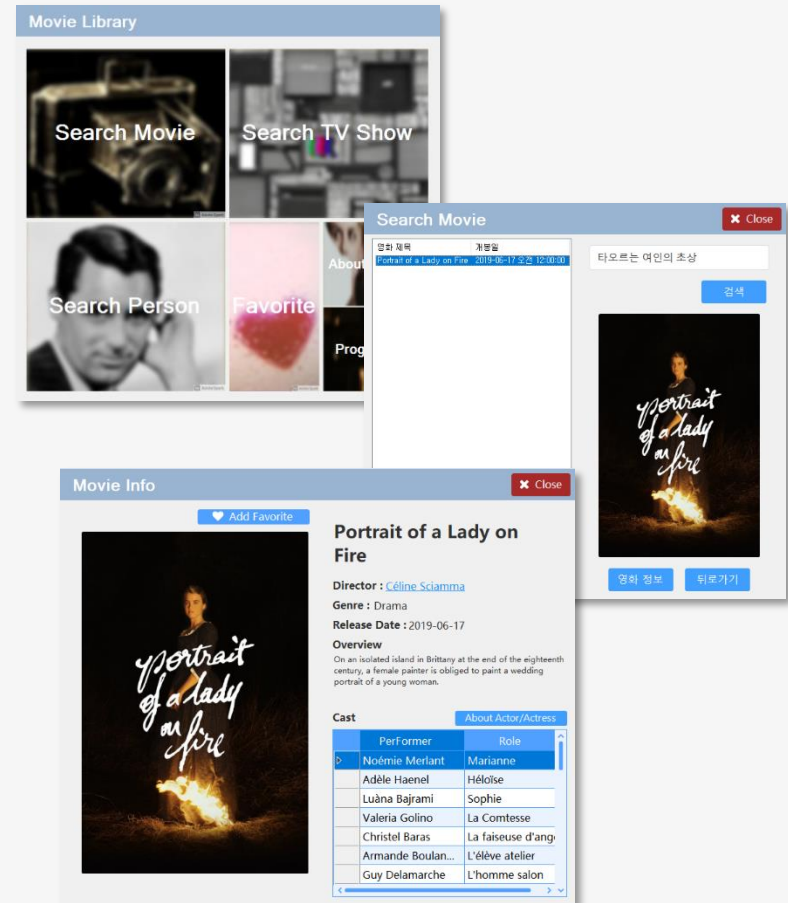 Movie Library
Search Movie
Search TV Show
Search Person
Favorite
About
Prog
Search Movie
Close
영화 제목 개봉일
Portrait of a Lady on Fire 2019-06-17 오전 12:00:00
타오르는 여인의 초상
검색
portrait
of a lady
on
fire
영화 정보 뒤로가기
Movie Info
Close
Add Favorite
portrait
of a lady
on
fire
Portrait of a Lady on
Fire
Director : Céline Sciamma
Genre : Drama
Release Date : 2019-06-17
Overview
On an isolated island in Brittany at the end of the eighteenth
century, a female painter is obliged to paint a wedding
portrait of a young woman.
Cast About Actor/Actress
PerFormer Role
Noémie Merlant Marianne
Adèle Haenel Héloïse
Luàna Bajrami Sophie
Valeria Golino La Comtesse
Christel Baras La faiseuse d'ang
Armande Boulan... L'élève atelier
Guy Delamarche L'homme salon